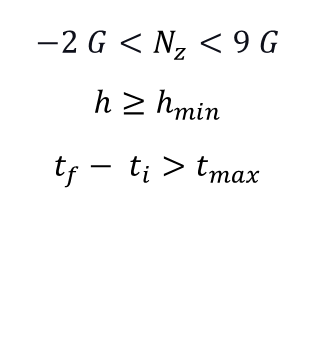 −2 G < N_z < 9 G
h ≥ h_min
t_f − t_i > t_max